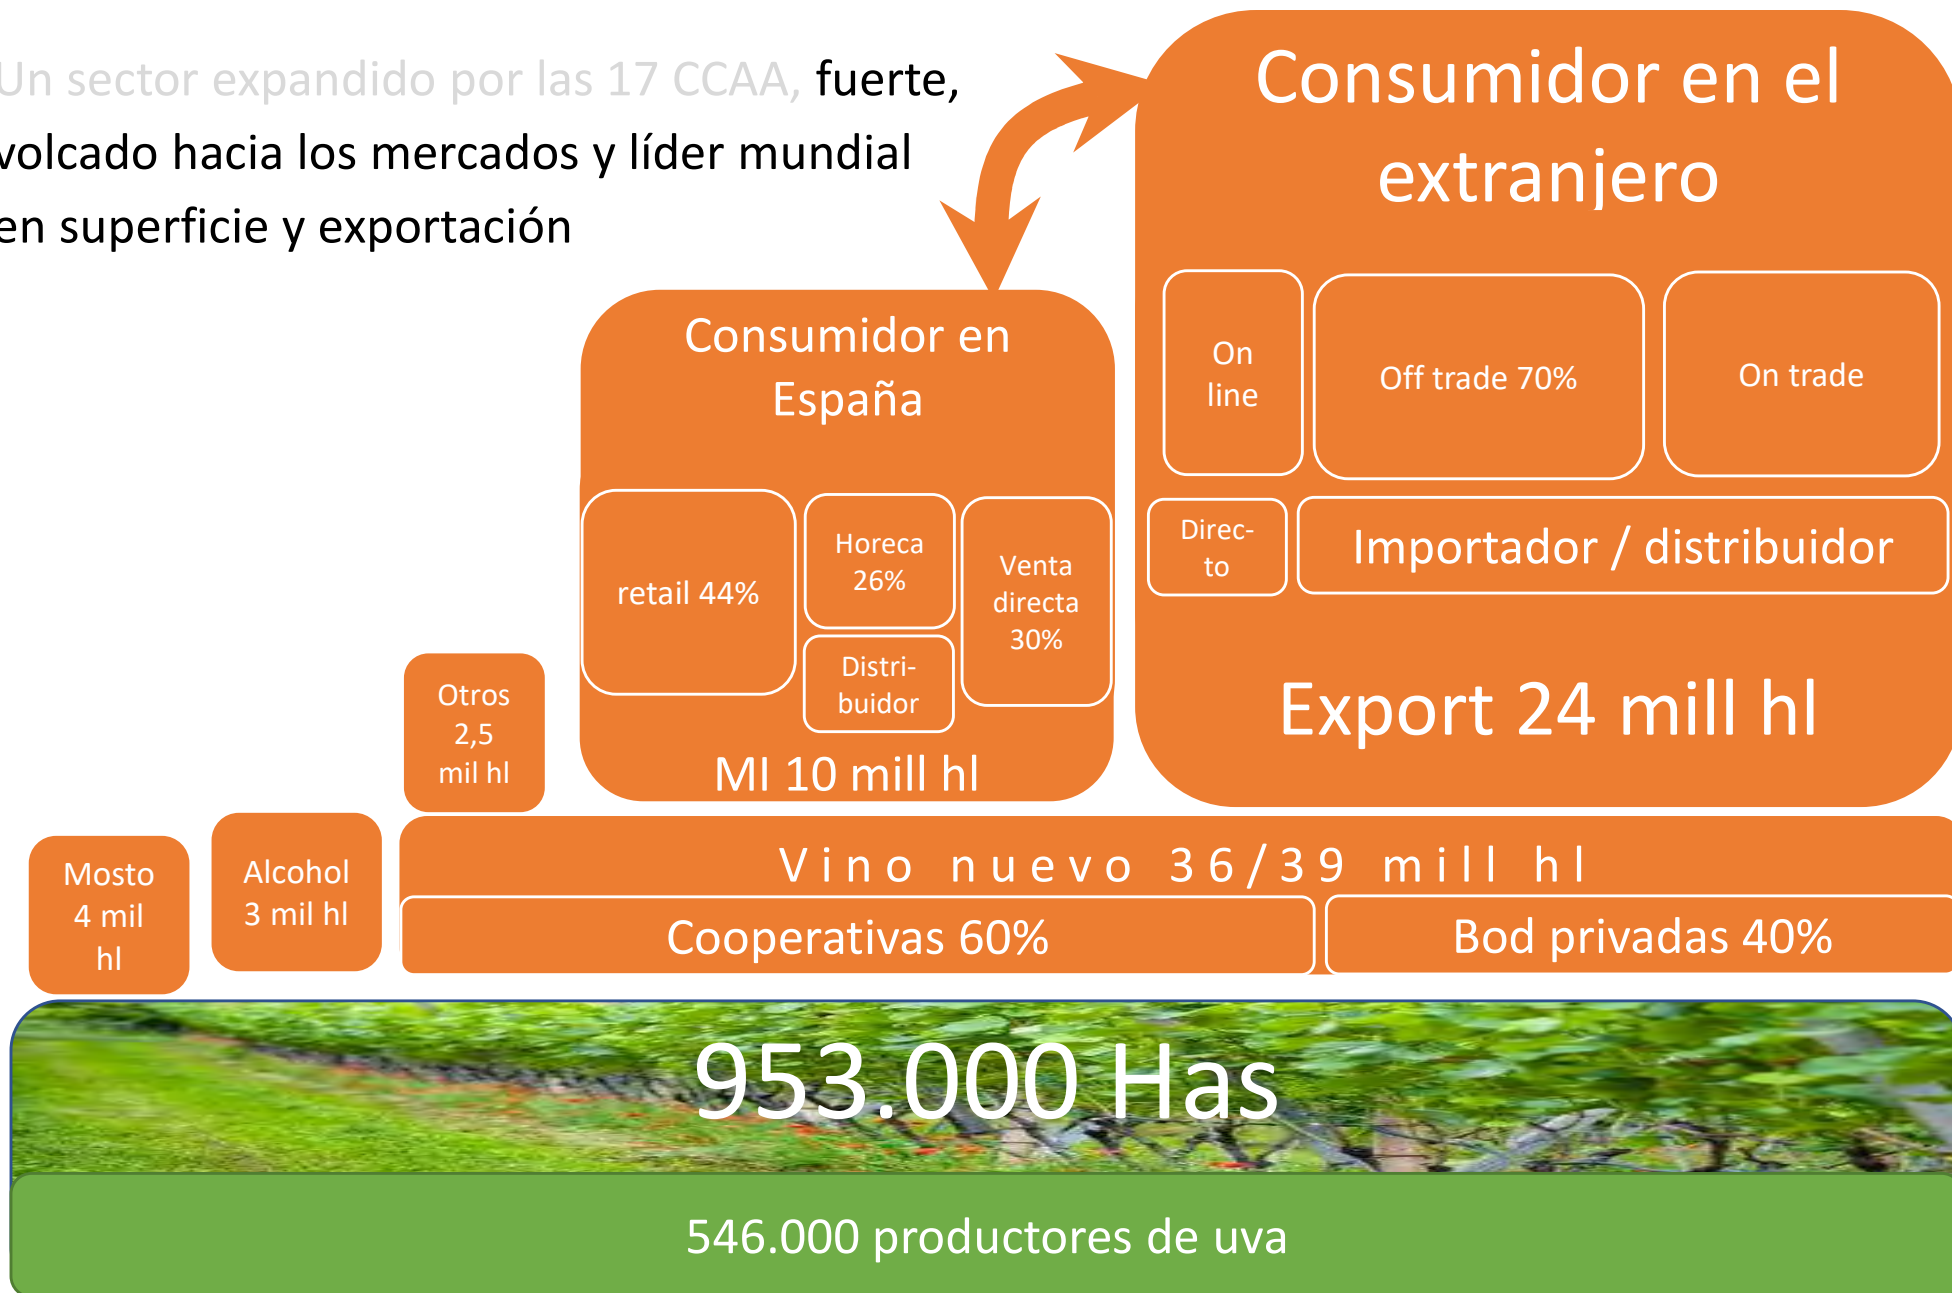 Un sector expandido por las 17 CCAA, fuerte,
volcado hacia los mercados y líder mundial
en superficie y exportación
Consumidor en el
extranjero
On
line
Off trade 70%
On trade
Direc-
to
Importador / distribuidor
Export 24 mill hl
Consumidor en
España
retail 44%
Horeca
26%
Distri-
buidor
Venta
directa
30%
MI 10 mill hl
Otros
2,5
mil hl
Mosto
4 mil
hl
Alcohol
3 mil hl
Vino nuevo 36/39 mill hl
Cooperativas 60%
Bod privadas 40%
953.000 Has
546.000 productores de uva